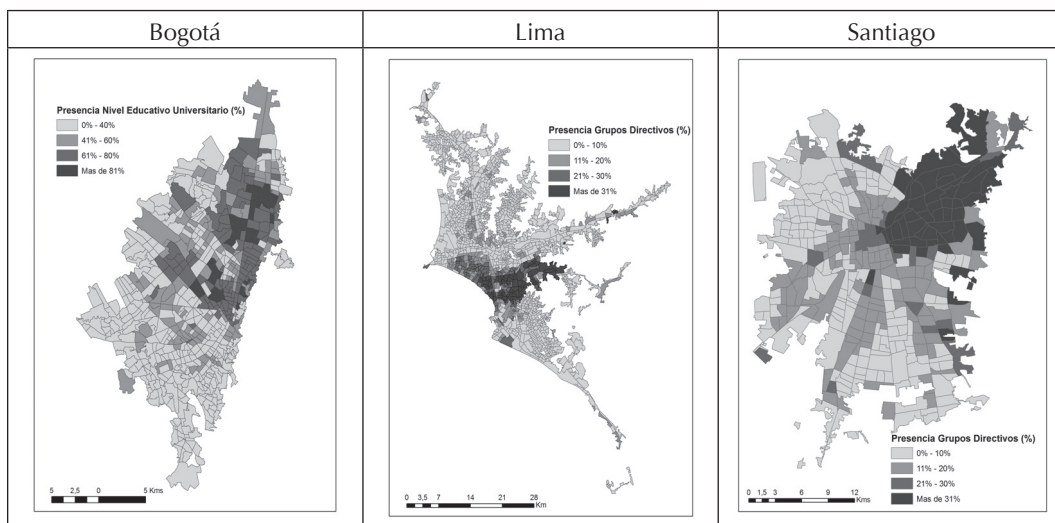 Bogotá
Lima
Santiago
Presencia Nivel Educativo Universitario (%)
0% - 40%
41% - 60%
61% - 80%
Mas de 81%
5 2,5 0 5 Kms
Presencia Grupos Directivos (%)
0% - 10%
11% - 20%
21% - 30%
Mas de 31%
0 3,5 7 14 21 28
Km
Presencia Grupos Directivos (%)
0% - 10%
11% - 20%
21% - 30%
Mas de 31%
0 1,5 3 6 9 12
Kms